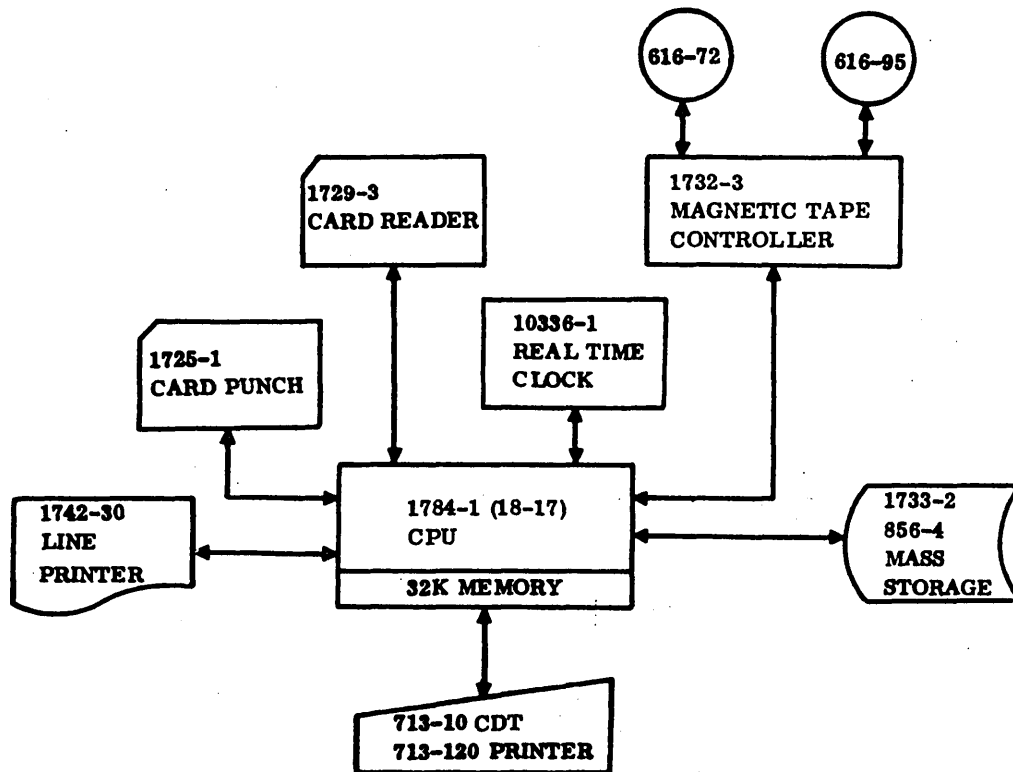 616-72
616-95
1732-3
MAGNETIC TAPE
CONTROLLER
1729-3
CARD READER
10336-1
REAL TIME
CLOCK
1725-1
CARD PUNCH
1784-1 (18-17)
CPU
32K MEMORY
1742-30
LINE
PRINTER
1733-2
856-4
MASS
STORAGE
713-10 CDT
713-120 PRINTER